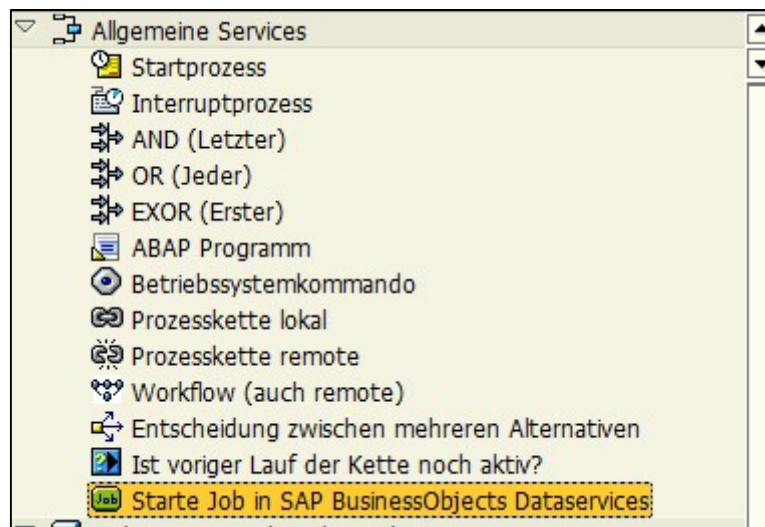 Allgemeine Services
Startprozess
Interruptprozess
AND (Letzter)
OR (Jeder)
EXOR (Erster)
ABAP Programm
Betriebssystemkommando
Prozesskette lokal
Prozesskette remote
Workflow (auch remote)
Entscheidung zwischen mehreren Alternativen
Ist voriger Lauf der Kette noch aktiv?
Job Starte Job in SAP BusinessObjects Dataservices